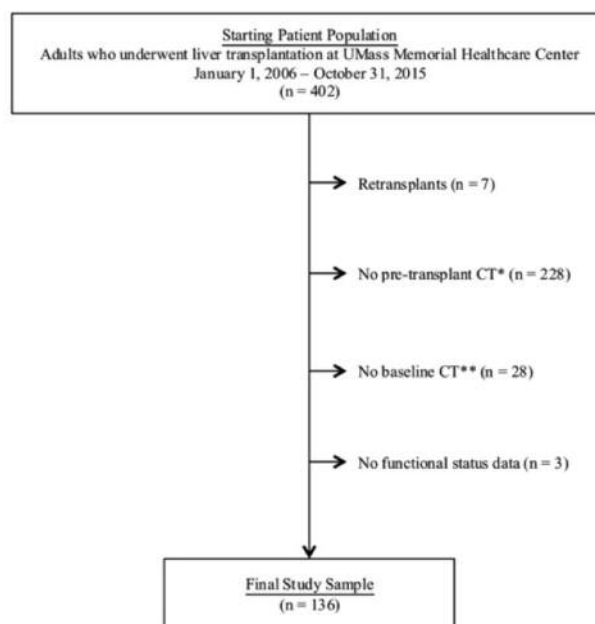 Starting Patient Population
Adults who underwent liver transplantation at UMass Memorial Healthcare Center
January 1, 2006 – October 31, 2015
(n = 402)
Retransplants (n = 7)
No pre-transplant CT* (n = 228)
No baseline CT** (n = 28)
No functional status data (n = 3)
Final Study Sample
(n = 136)